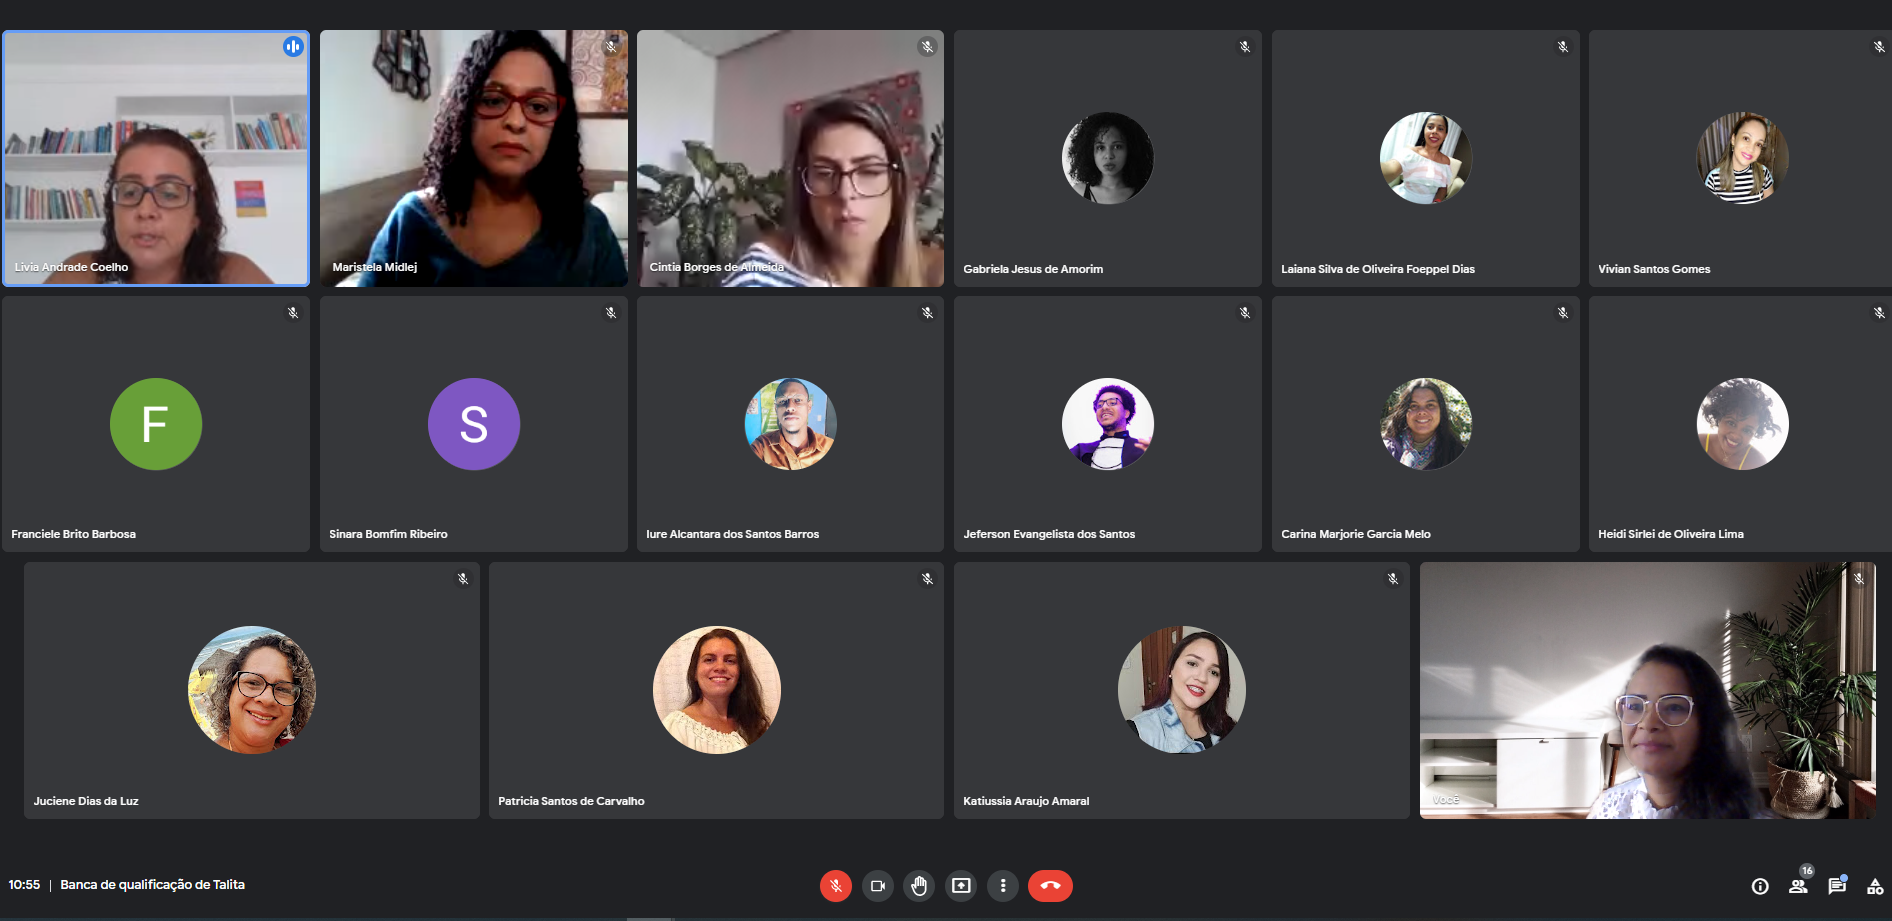 Livia Andrade Coelho
Maristela Midlej
Cintia Borges de Almeida
Gabriela Jesus de Amorim
Laiana Silva de Oliveira Foeppel Dias
Vivian Santos Gomes
F
S
Franciele Brito Barbosa
Sinara Bomfim Ribeiro
Iure Alcantara dos Santos Barros
Jeferson Evangelista dos Santos
Carina Marjorie Garcia Melo
Heidi Sirlei de Oliveira Lima
Juciene Dias da Luz
Patricia Santos de Carvalho
Katiussia Araujo Amaral
Você
10:55 | Banca de qualificação de Talita
16